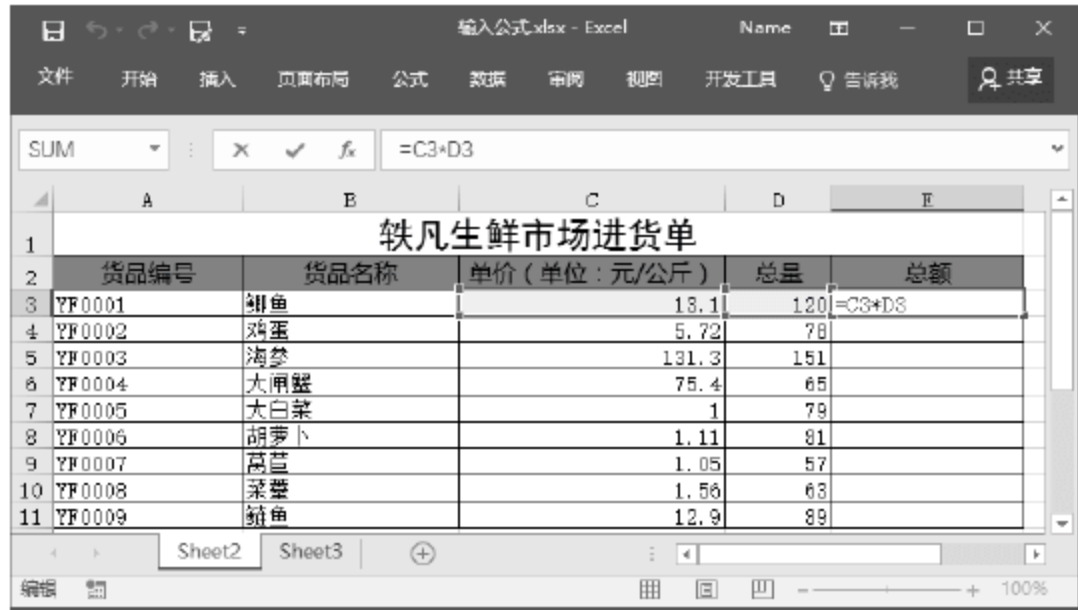 输入公式.xlsx - Excel Name
文件 开始 插入 页面布局 公式 数据 审阅 视图 开发工具 告诉我 共享
SUM fx =C3*D3
A B C D E
1 轶凡生鲜市场进货单
2 货品编号 货品名称 单价（单位：元/公斤） 总量 总额
3 YF0001 鲫鱼 13.1 120 =C3*D3
4 YF0002 鸡蛋 5.72 78
5 YF0003 海参 131.3 151
6 YF0004 大闸蟹 75.4 65
7 YF0005 大白菜 1 79
8 YF0006 胡萝卜 1.11 81
9 YF0007 莴苣 1.05 57
10 YF0008 菜薹 1.56 63
11 YF0009 鲢鱼 12.9 89
Sheet2 Sheet3
编辑 100%